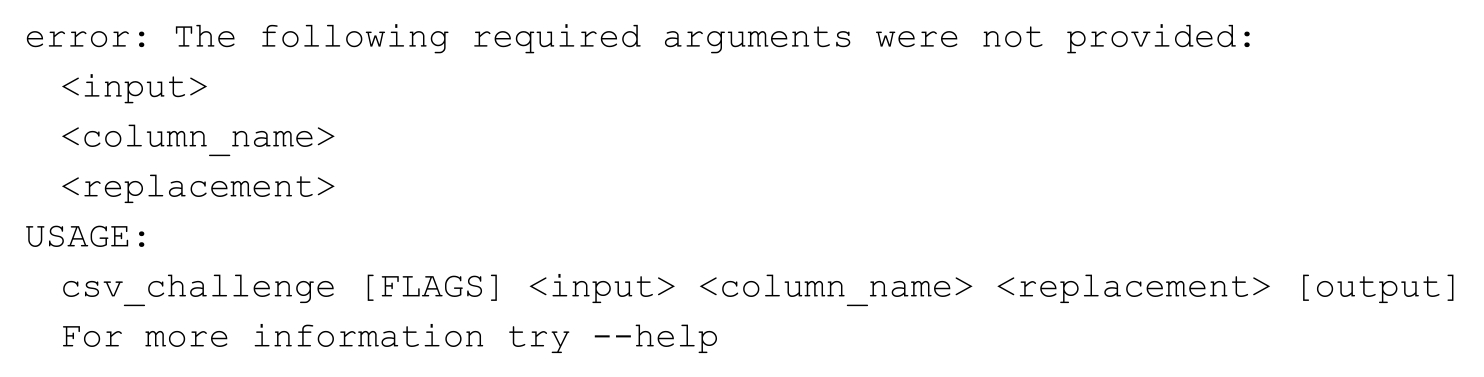 error: The following required arguments were not provided:
<input>
<column_name>
<replacement>
USAGE:
csv_challenge [FLAGS] <input> <column_name> <replacement> [output]
For more information try --help